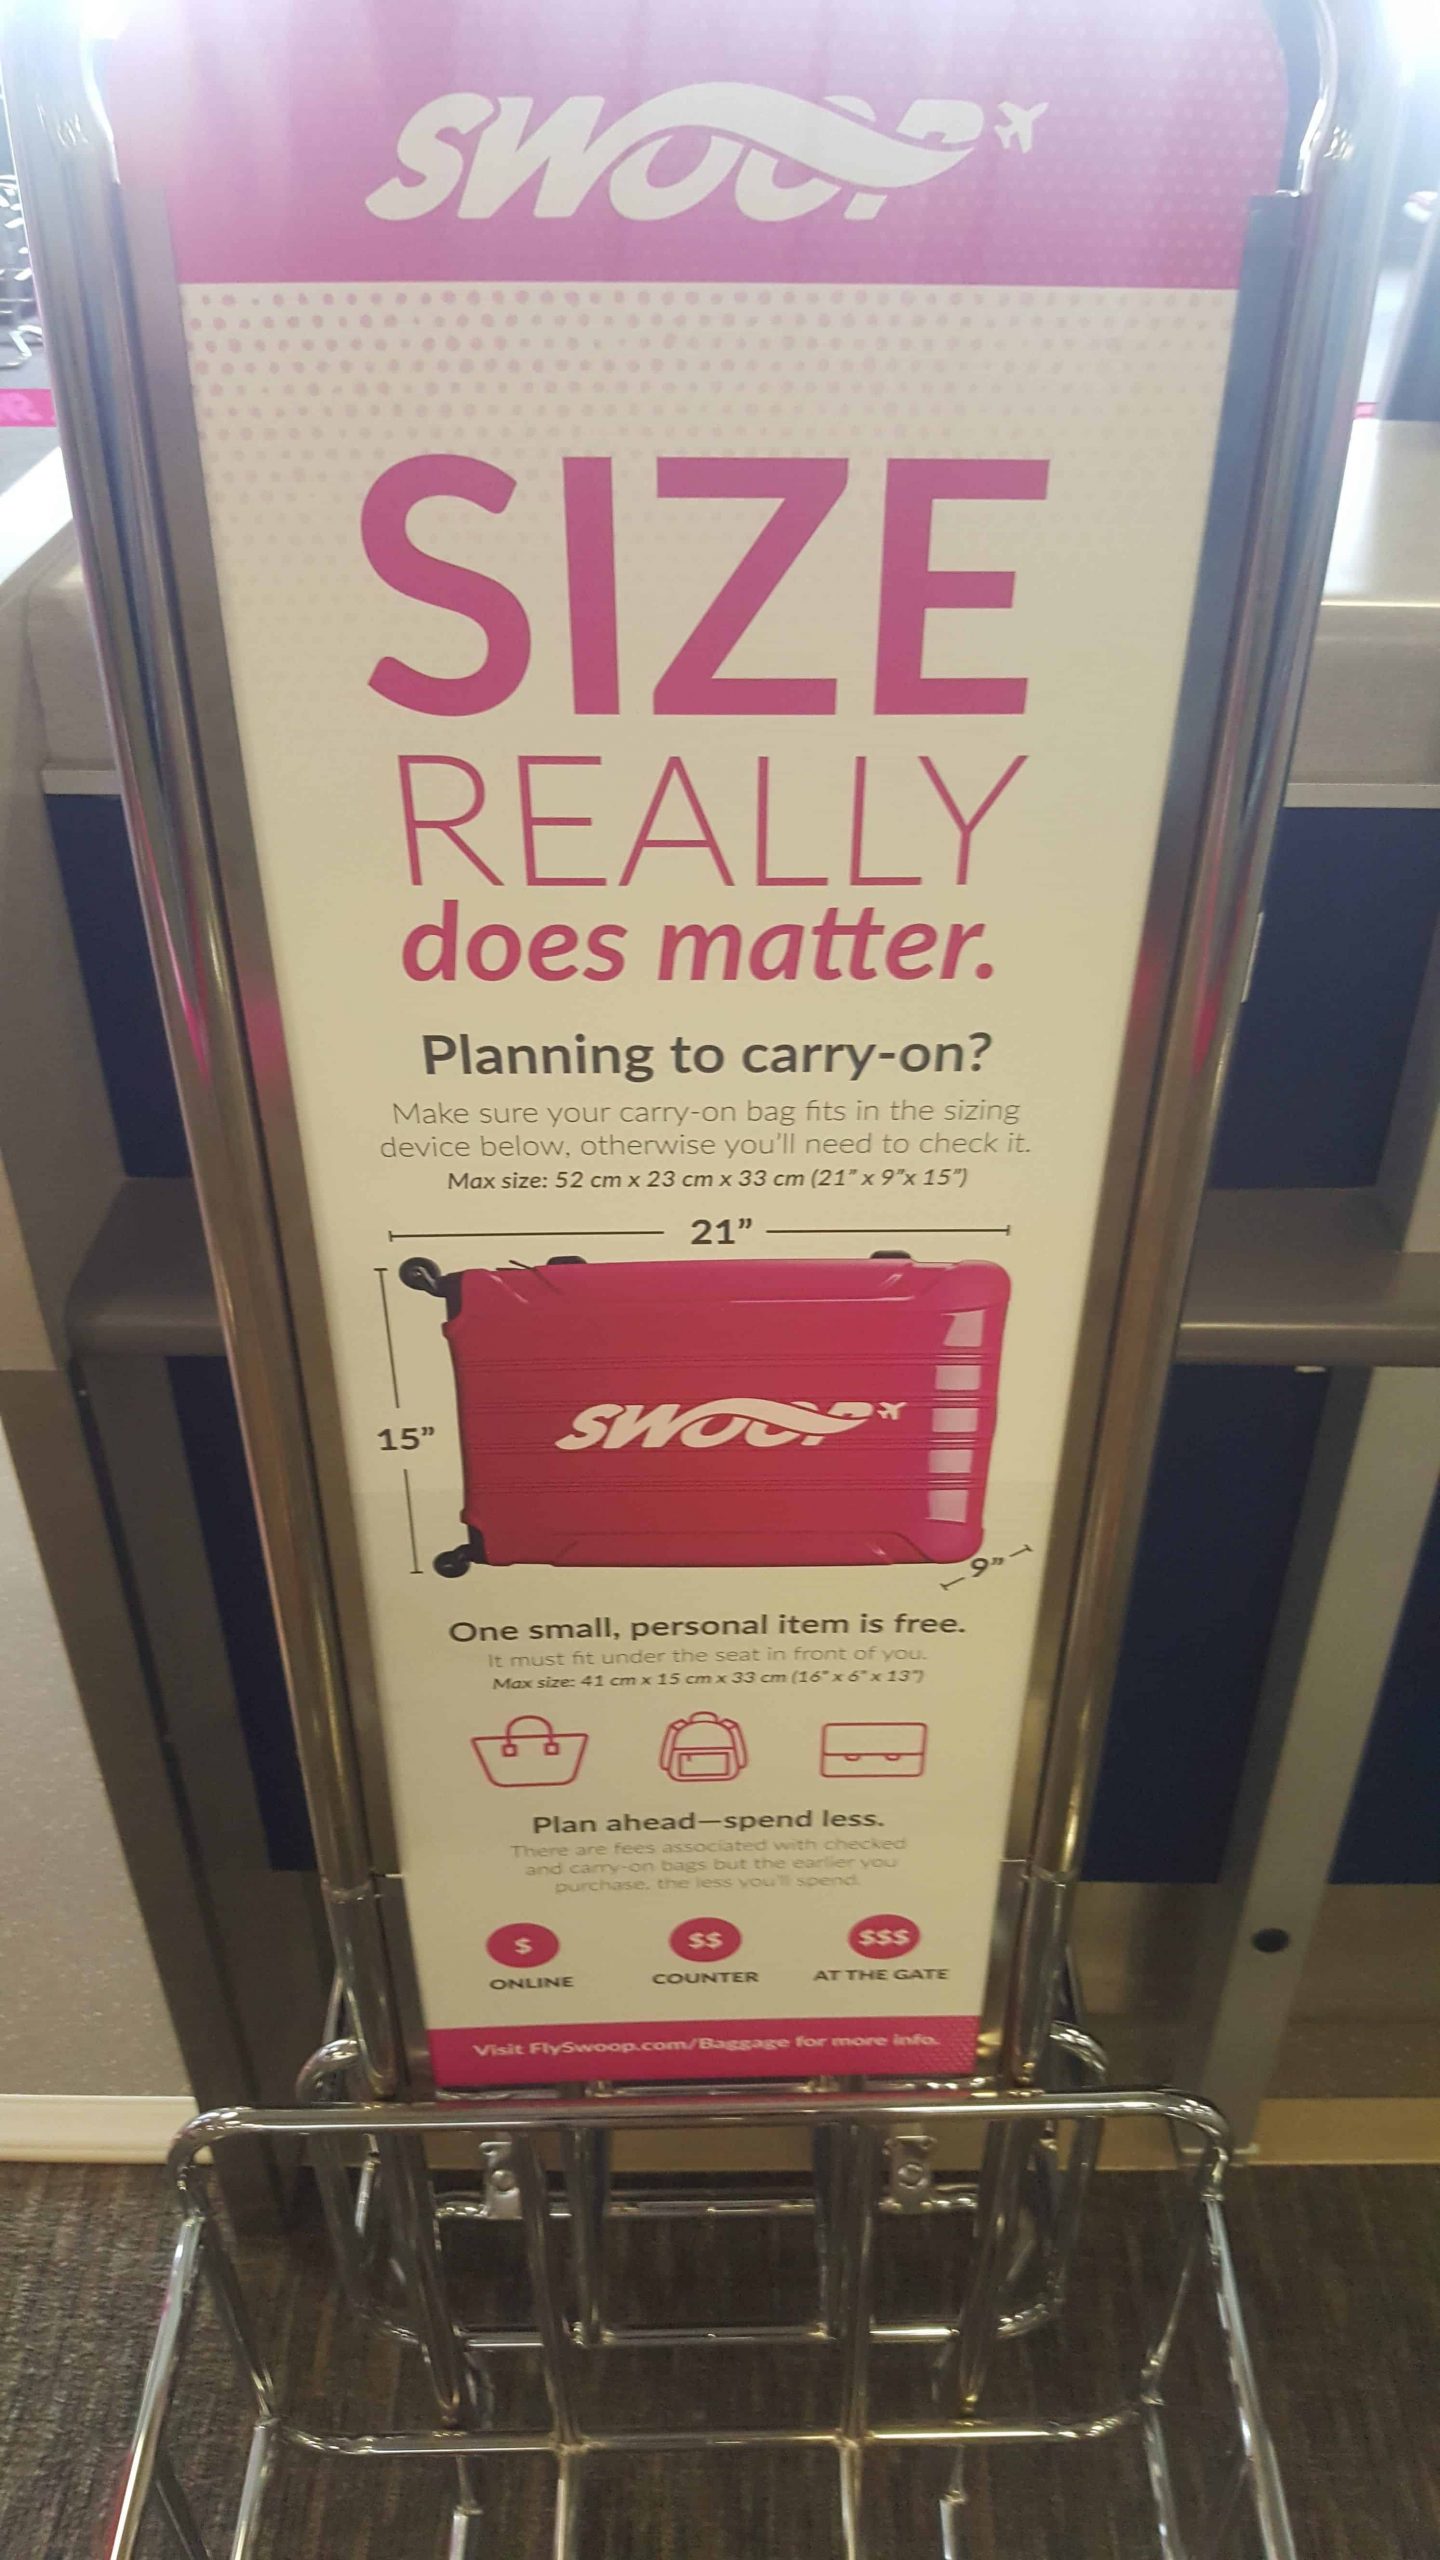 SWOOP
SIZE
REALLY
does matter.
Planning to carry-on?
Make sure your carry-on bag fits in the sizing
device below, otherwise you'll need to check it.
Max size: 52 cm x 23 cm x 33 cm (21" x 9"x 15")
21"
15"
SWOOP
9"
One small, personal item is free.
It must fit under the seat in front of you.
Max size: 41 cm x 15 cm x 33 cm (16" x 6" x 13")
Plan ahead—spend less.
There are fees associated with checked
and carry-on bags but the earlier you
purchase, the less you'll spend.
$ $$ $$$
ONLINE COUNTER AT THE GATE
Visit FlySwoop.com/Baggage for more info.